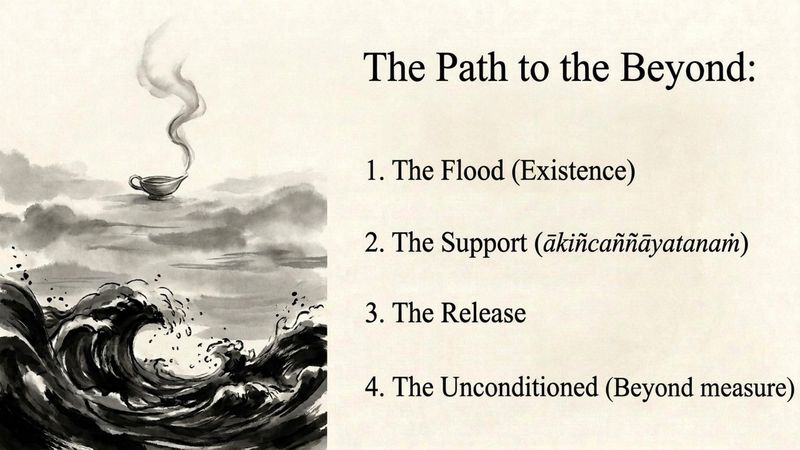 The Path to the Beyond:
1. The Flood (Existence)
2. The Support (ākiñcaññāyatanaṁ)
3. The Release
4. The Unconditioned (Beyond measure)